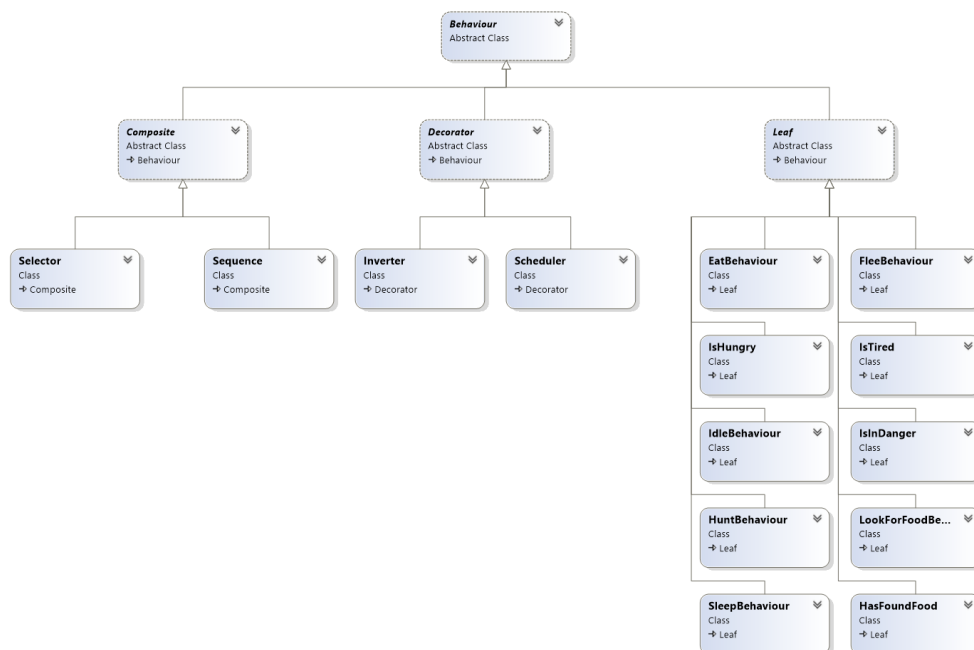 Behaviour
Abstract Class
Composite
Abstract Class
Behaviour
Decorator
Abstract Class
Behaviour
Leaf
Abstract Class
Behaviour
Selector
Class
Composite
Sequence
Class
Composite
Inverter
Class
Decorator
Scheduler
Class
Decorator
EatBehaviour
Class
Leaf
FleeBehaviour
Class
Leaf
IsHungry
Class
Leaf
IsTired
Class
Leaf
IdleBehaviour
Class
Leaf
IsInDanger
Class
Leaf
HuntBehaviour
Class
Leaf
LookForFoodBe...
Class
Leaf
SleepBehaviour
Class
Leaf
HasFoundFood
Class
Leaf